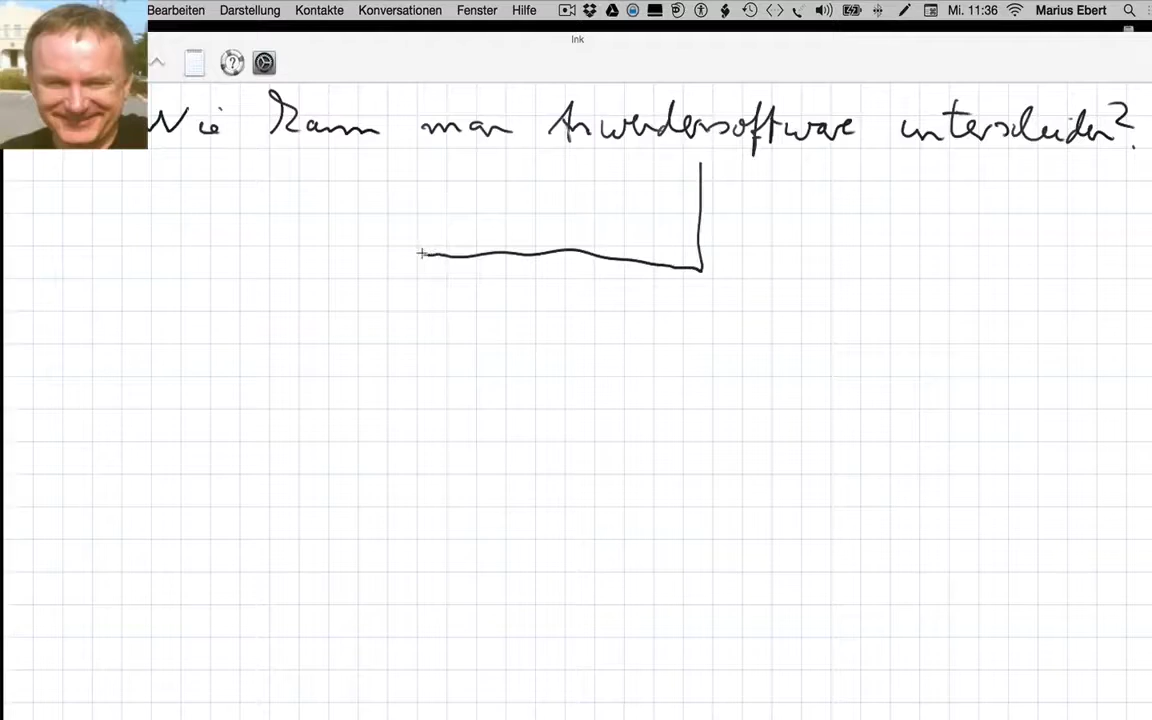 Bearbeiten Darstellung Kontakte Konversationen Fenster Hilfe Mi. 11:36 Marius Ebert
Ink
Wie kann man Anwendersoftware unterscheiden?